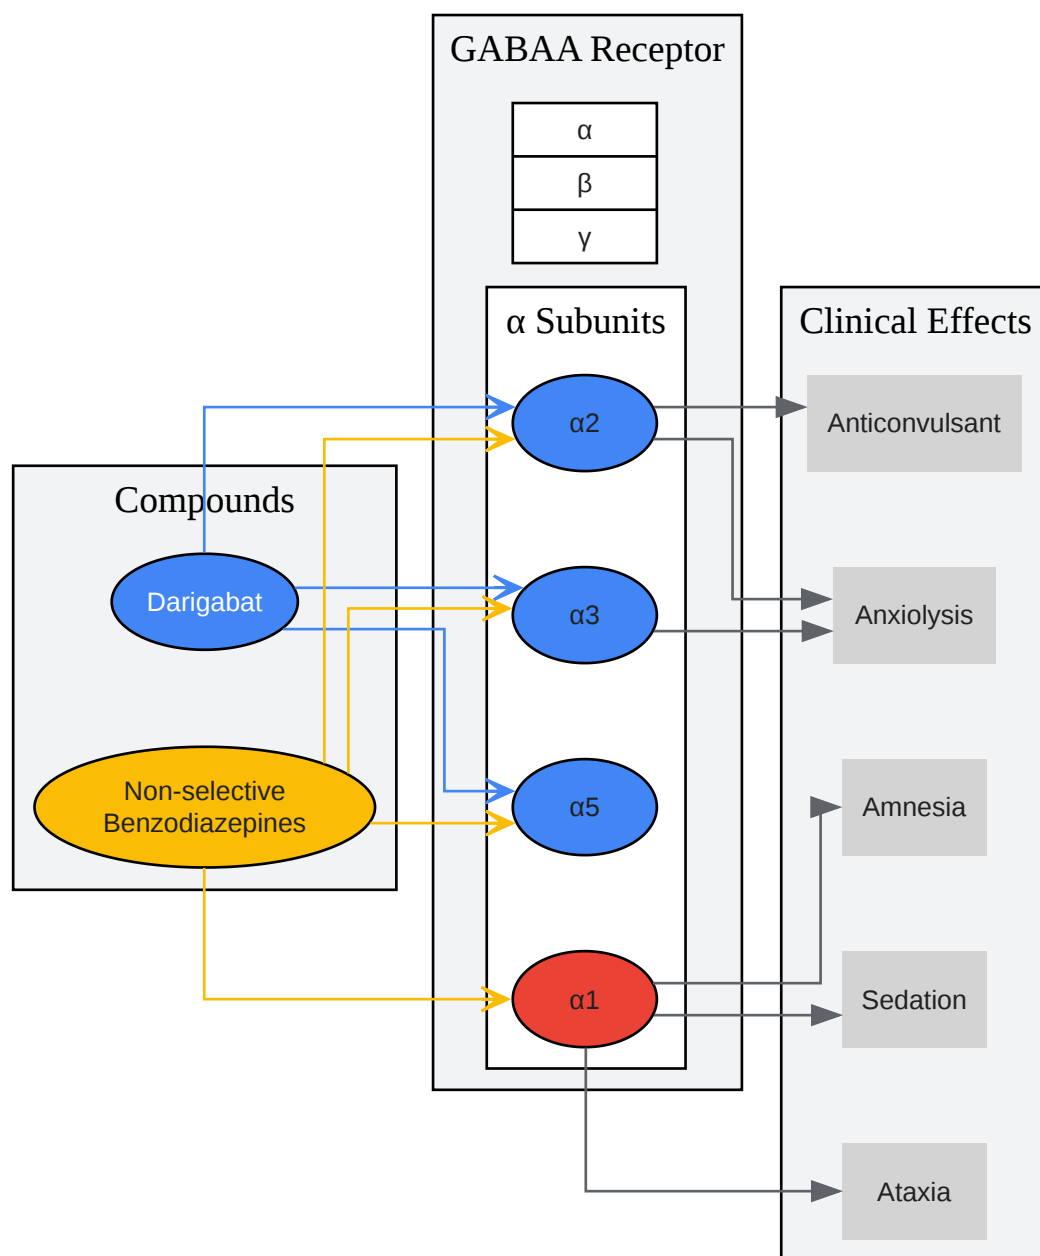 GABAA Receptor
α
β
γ
α Subunits
α2
α3
α5
α1
Compounds
Darigabat
Non-selective
Benzodiazepines
Clinical Effects
Anticonvulsant
Anxiolysis
Amnesia
Sedation
Ataxia